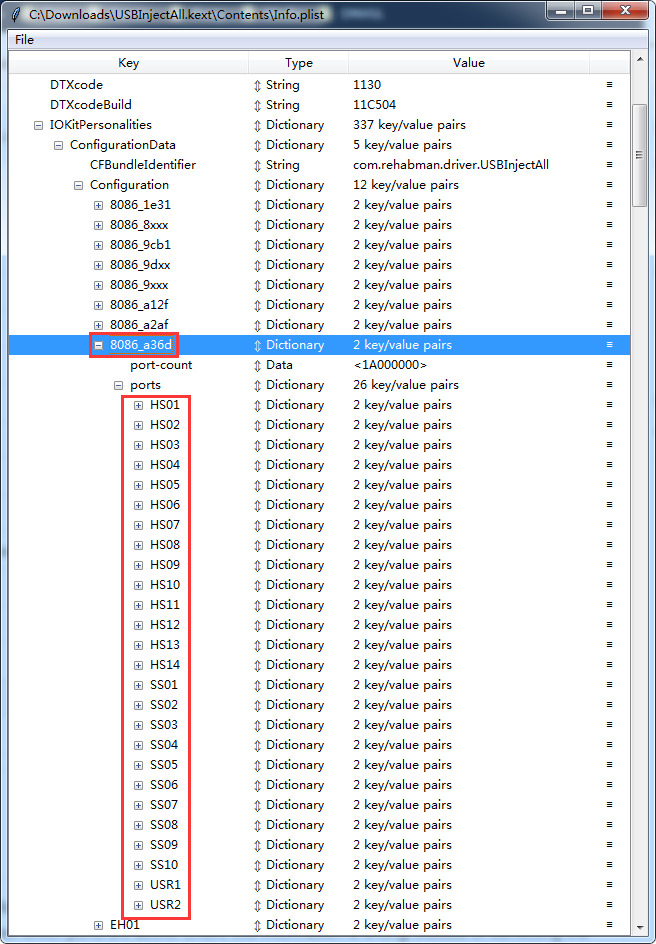 C:\Downloads\USBInjectAll.kext\Contents\Info.plist
File
Key Type Value
DTXcode String 1130
DTXcodeBuild String 11C504
IOKitPersonalities Dictionary 337 key/value pairs
ConfigurationData Dictionary 5 key/value pairs
CFBundleIdentifier String com.rehabman.driver.USBInjectAll
Configuration Dictionary 12 key/value pairs
8086_1e31 Dictionary 2 key/value pairs
8086_8xxx Dictionary 2 key/value pairs
8086_9cb1 Dictionary 2 key/value pairs
8086_9dxx Dictionary 2 key/value pairs
8086_9xxx Dictionary 2 key/value pairs
8086_a12f Dictionary 2 key/value pairs
8086_a2af Dictionary 2 key/value pairs
8086_a36d Dictionary 2 key/value pairs
port-count Data <1A000000>
ports Dictionary 26 key/value pairs
HS01 Dictionary 2 key/value pairs
HS02 Dictionary 2 key/value pairs
HS03 Dictionary 2 key/value pairs
HS04 Dictionary 2 key/value pairs
HS05 Dictionary 2 key/value pairs
HS06 Dictionary 2 key/value pairs
HS07 Dictionary 2 key/value pairs
HS08 Dictionary 2 key/value pairs
HS09 Dictionary 2 key/value pairs
HS10 Dictionary 2 key/value pairs
HS11 Dictionary 2 key/value pairs
HS12 Dictionary 2 key/value pairs
HS13 Dictionary 2 key/value pairs
HS14 Dictionary 2 key/value pairs
SS01 Dictionary 2 key/value pairs
SS02 Dictionary 2 key/value pairs
SS03 Dictionary 2 key/value pairs
SS04 Dictionary 2 key/value pairs
SS05 Dictionary 2 key/value pairs
SS06 Dictionary 2 key/value pairs
SS07 Dictionary 2 key/value pairs
SS08 Dictionary 2 key/value pairs
SS09 Dictionary 2 key/value pairs
SS10 Dictionary 2 key/value pairs
USR1 Dictionary 2 key/value pairs
USR2 Dictionary 2 key/value pairs
EH01 Dictionary 2 key/value pairs